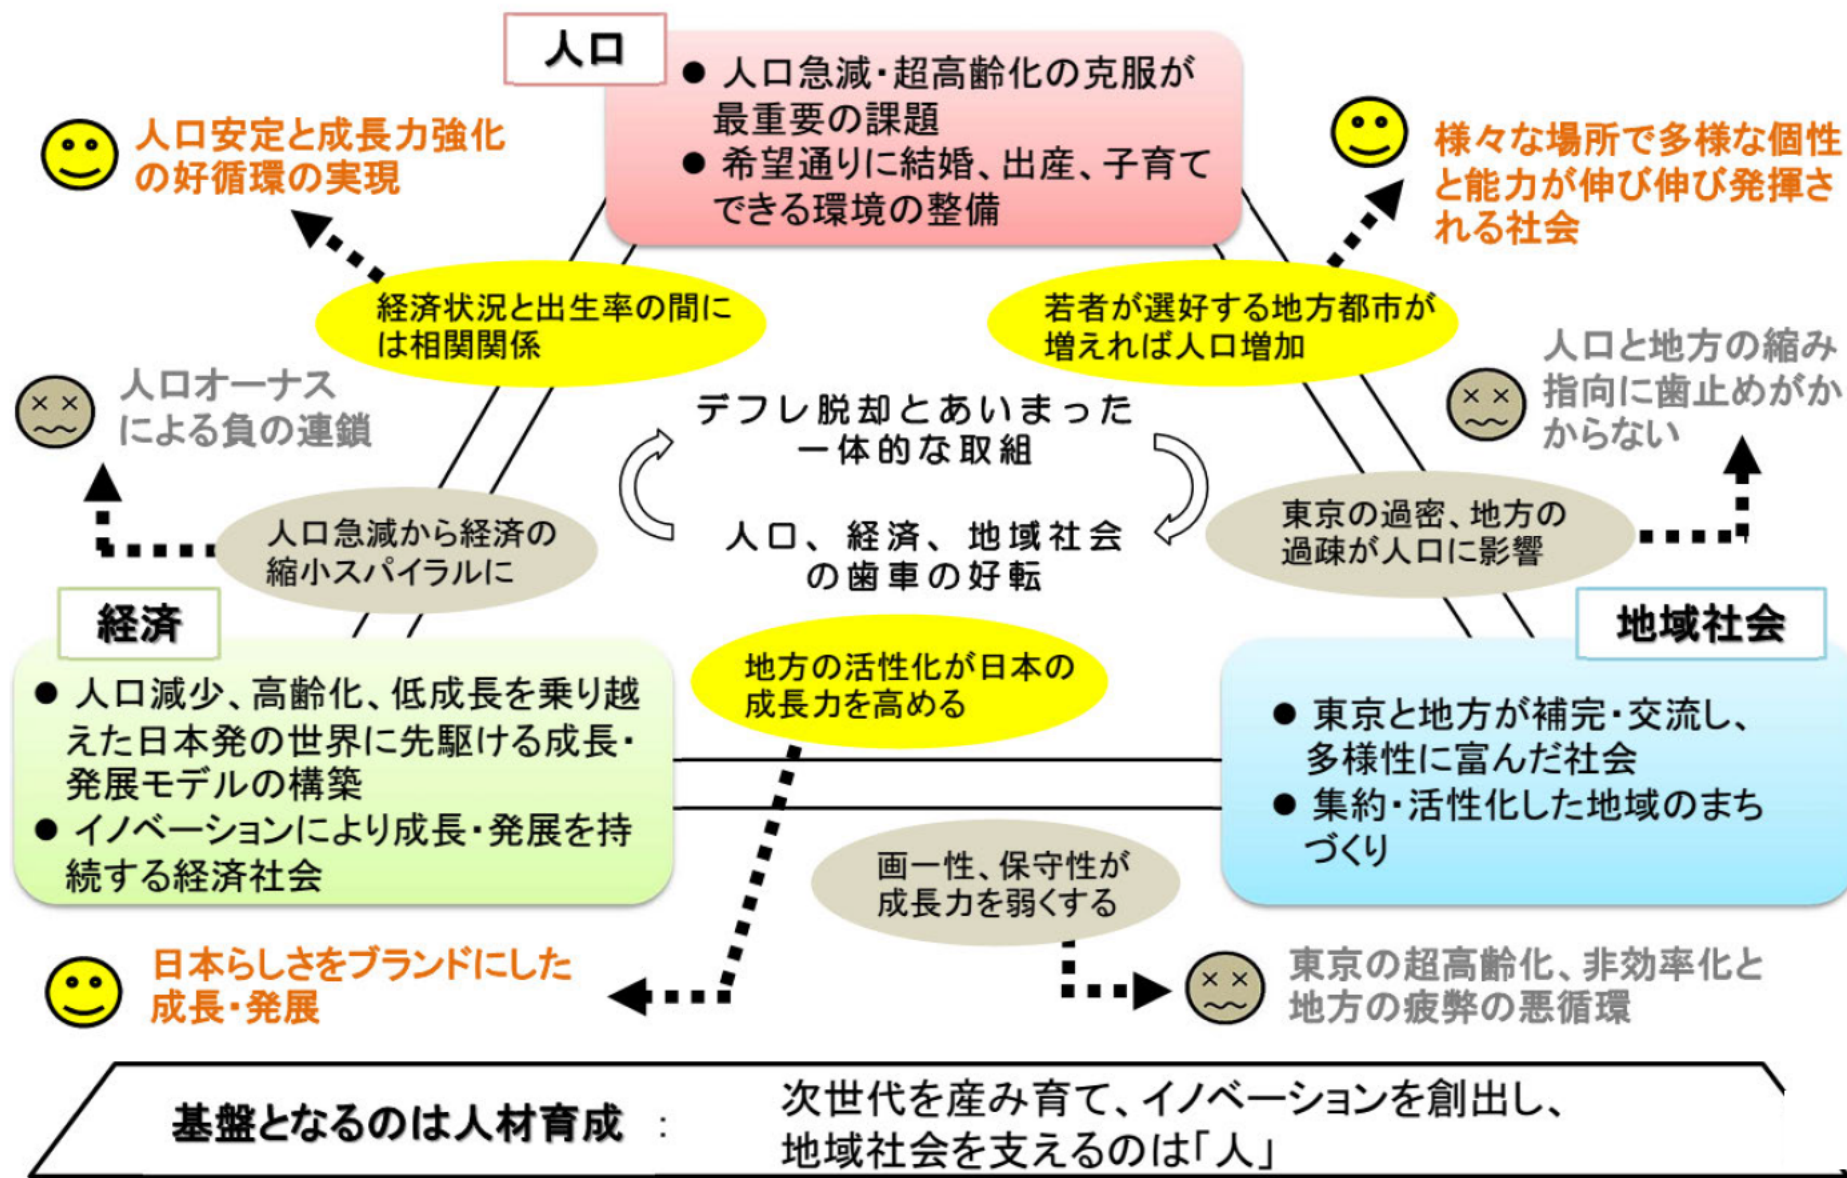 人口
● 人口急減・超高齢化の克服が
最重要の課題
● 希望通りに結婚、出産、子育て
できる環境の整備
人口安定と成長力強化
の好循環の実現
様々な場所で多様な個性
と能力が伸び伸び発揮さ
れる社会
経済状況と出生率の間に
は相関関係
若者が選好する地方都市が
増えれば人口増加
人口オーナス
による負の連鎖
人口と地方の縮み
指向に歯止めがか
からない
デフレ脱却とあいまった
一体的な取組
人口、経済、地域社会
の歯車の好転
人口急減から経済の
縮小スパイラルに
東京の過密、地方の
過疎が人口に影響
経済
● 人口減少、高齢化、低成長を乗り越
えた日本発の世界に先駆ける成長・
発展モデルの構築
● イノベーションにより成長・発展を持
続する経済社会
地方の活性化が日本の
成長力を高める
地域社会
● 東京と地方が補完・交流し、
多様性に富んだ社会
● 集約・活性化した地域のまち
づくり
画一性、保守性が
成長力を弱くする
日本らしさをブランドにした
成長・発展
東京の超高齢化、非効率化と
地方の疲弊の悪循環
基盤となるのは人材育成 :
次世代を産み育て、イノベーションを創出し、
地域社会を支えるのは「人」